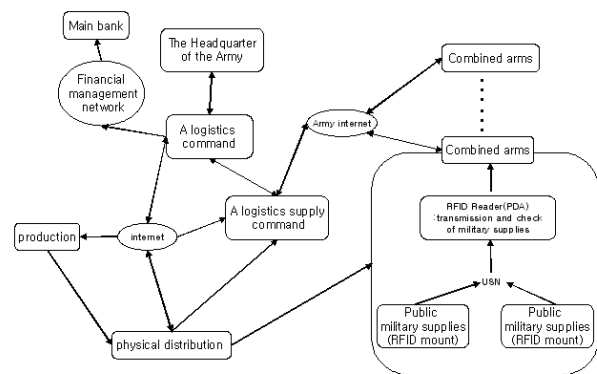 Main bank
The Headquarter
of the Army
Financial
management
network
A logistics
command
Army internet
Combined arms
Combined arms
RFID Reader(PDA)
:transmission and check
of military supplies
A logistics supply
command
production
internet
USN
Public
military supplies
(RFID mount)
Public
military supplies
(RFID mount)
physical distribution